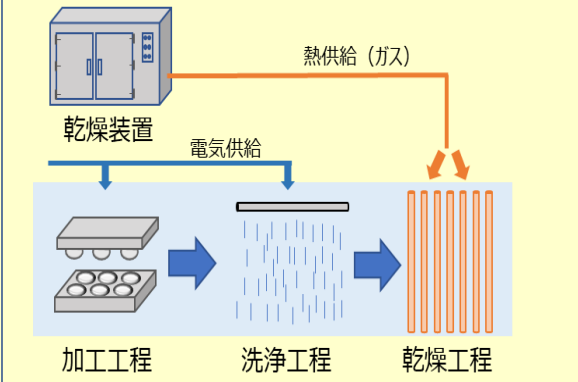 熱供給（ガス）
乾燥装置
電気供給
加工工程
洗浄工程
乾燥工程